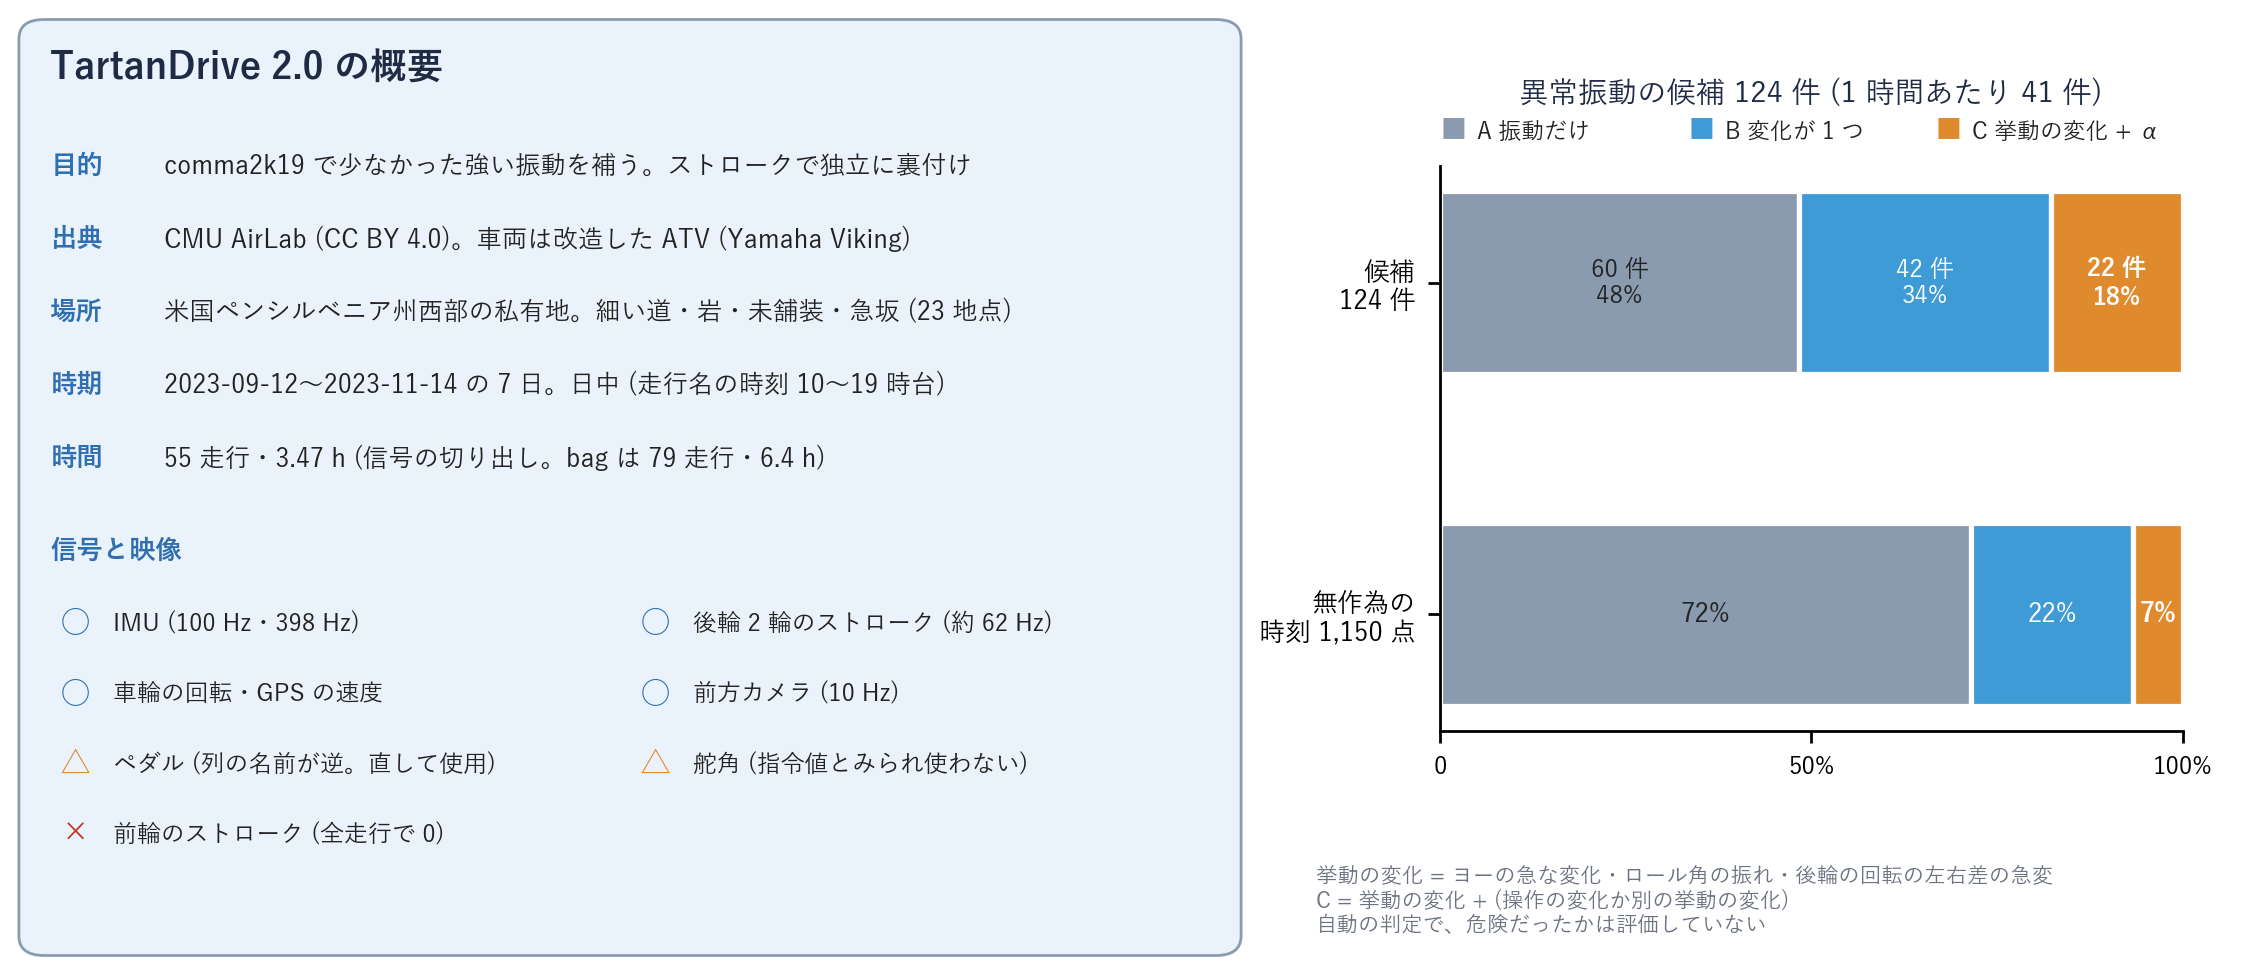 TartanDrive 2.0 の概要
目的 comma2k19 で少なかった強い振動を補う。ストロークで独立に裏付け
出典 CMU AirLab (CC BY 4.0)。車両は改造した ATV (Yamaha Viking)
場所 米国ペンシルベニア州西部の私有地。細い道・岩・未舗装・急坂 (23 地点)
時期 2023-09-12～2023-11-14 の 7 日。日中 (走行名の時刻 10～19 時台)
時間 55 走行・3.47 h (信号の切り出し。bag は 79 走行・6.4 h)
信号と映像
○ IMU (100 Hz・398 Hz)
○ 後輪 2 輪のストローク (約 62 Hz)
○ 車輪の回転・GPS の速度
○ 前方カメラ (10 Hz)
△ ペダル (列の名前が逆。直して使用)
△ 舵角 (指令値とみられ使わない)
× 前輪のストローク (全走行で 0)
異常振動の候補 124 件 (1 時間あたり 41 件)
A 振動だけ
B 変化が 1 つ
C 挙動の変化 + α
候補
124 件
60 件
48%
42 件
34%
22 件
18%
無作為の
時刻 1,150 点
72%
22%
7%
0
50%
100%
挙動の変化 = ヨーの急な変化・ロール角の振れ・後輪の回転の左右差の急変
C = 挙動の変化 + (操作の変化か別の挙動の変化)
自動の判定で、危険だったかは評価していない